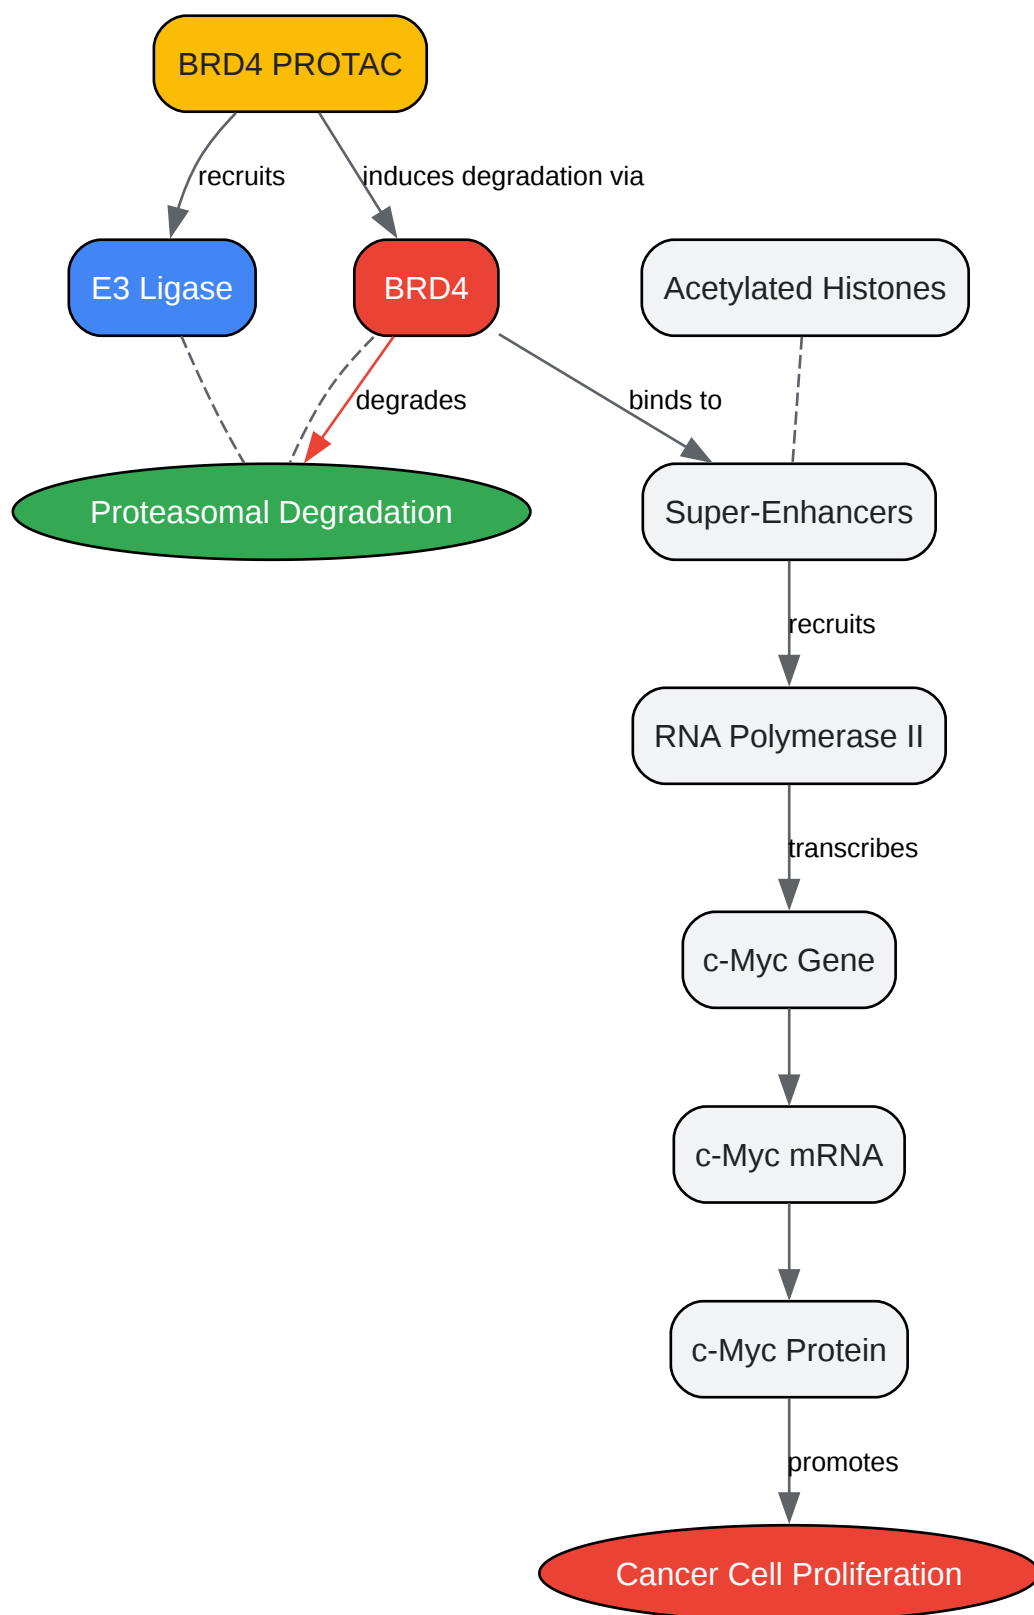 BRD4 PROTAC
recruits
induces degradation via
E3 Ligase
BRD4
Acetylated Histones
degrades
binds to
Proteasomal Degradation
Super-Enhancers
recruits
RNA Polymerase II
transcribes
c-Myc Gene
c-Myc mRNA
c-Myc Protein
promotes
Cancer Cell Proliferation